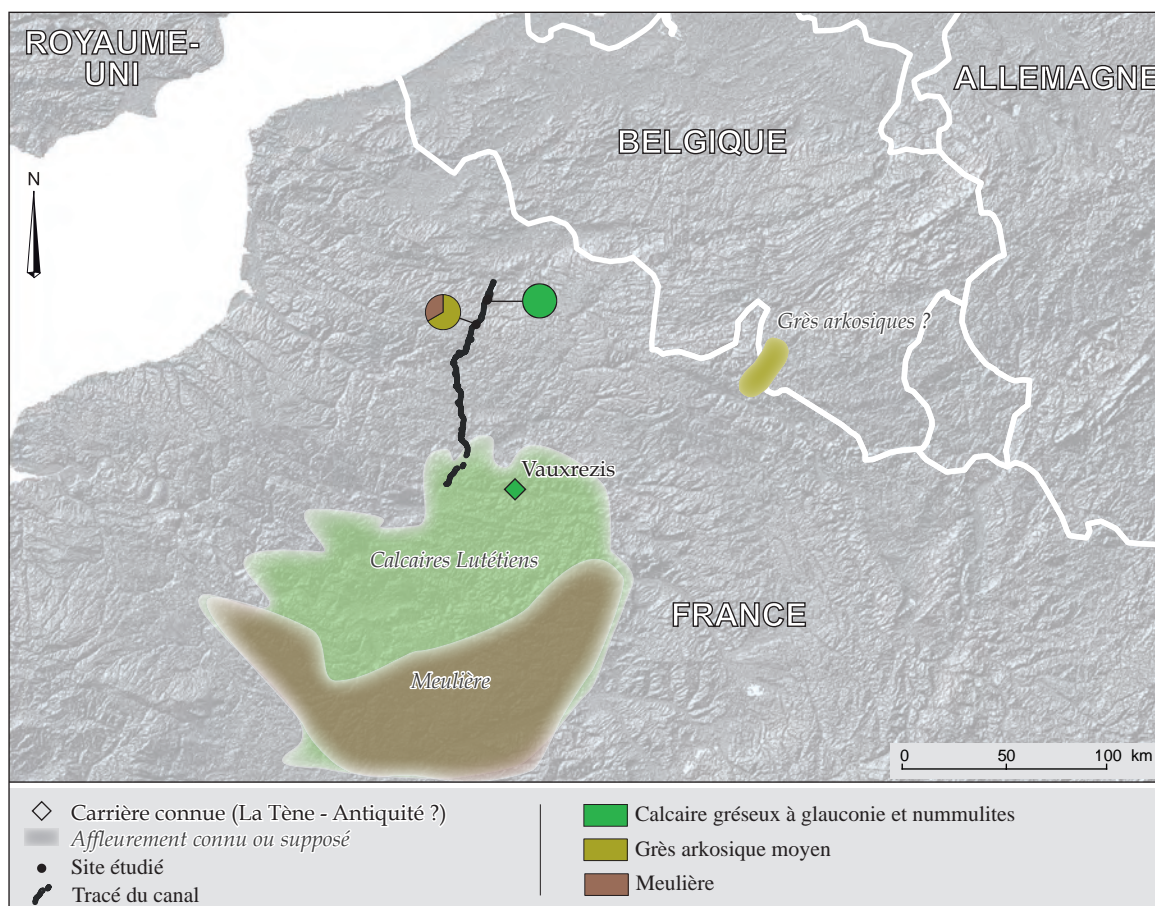 ROYAUME-
UNI
ALLEMAGNE
BELGIQUE
N
Grès arkosiques ?
Vauxrezis
Calcaires Lutétiens
FRANCE
Meulière
0 50 100 km
Carrière connue (La Tène - Antiquité ?)
Affleurement connu ou supposé
Site étudié
Tracé du canal
Calcaire gréseux à glauconie et nummulites
Grès arkosique moyen
Meulière